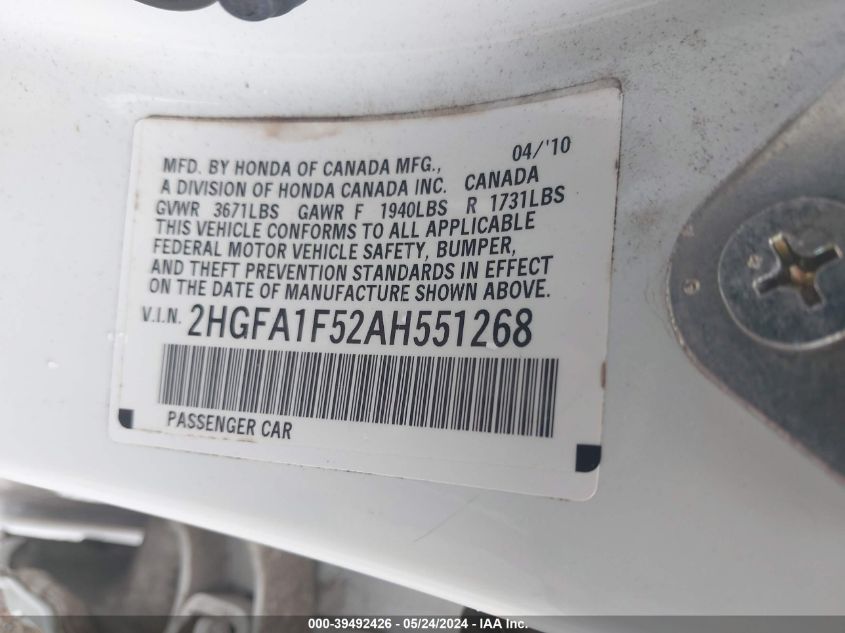 04/'10
MFD. BY HONDA OF CANADA MFG.,
A DIVISION OF HONDA CANADA INC. CANADA
GVWR 3671LBS GAWR F 1940LBS R 1731LBS
THIS VEHICLE CONFORMS TO ALL APPLICABLE
FEDERAL MOTOR VEHICLE SAFETY, BUMPER,
AND THEFT PREVENTION STANDARDS IN EFFECT
ON THE DATE OF MANUFACTURE SHOWN ABOVE.
V.I.N. 2HGFA1F52AH551268
PASSENGER CAR
000-39492426 - 05/24/2024 - IAA Inc.